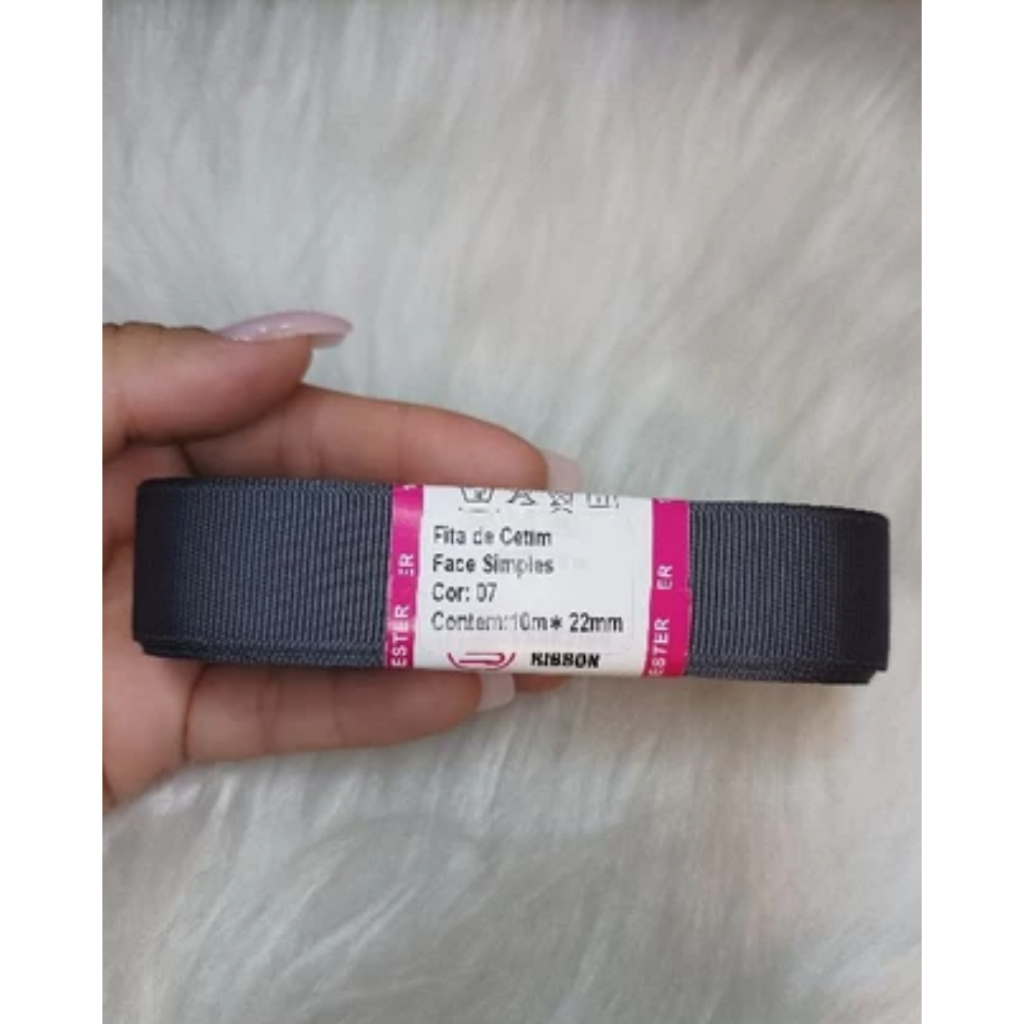 Fita de Cetim
Face Simples
Cor: 07
Contem:10m* 22mm
RIBBON
ESTER ER
ESTER ER